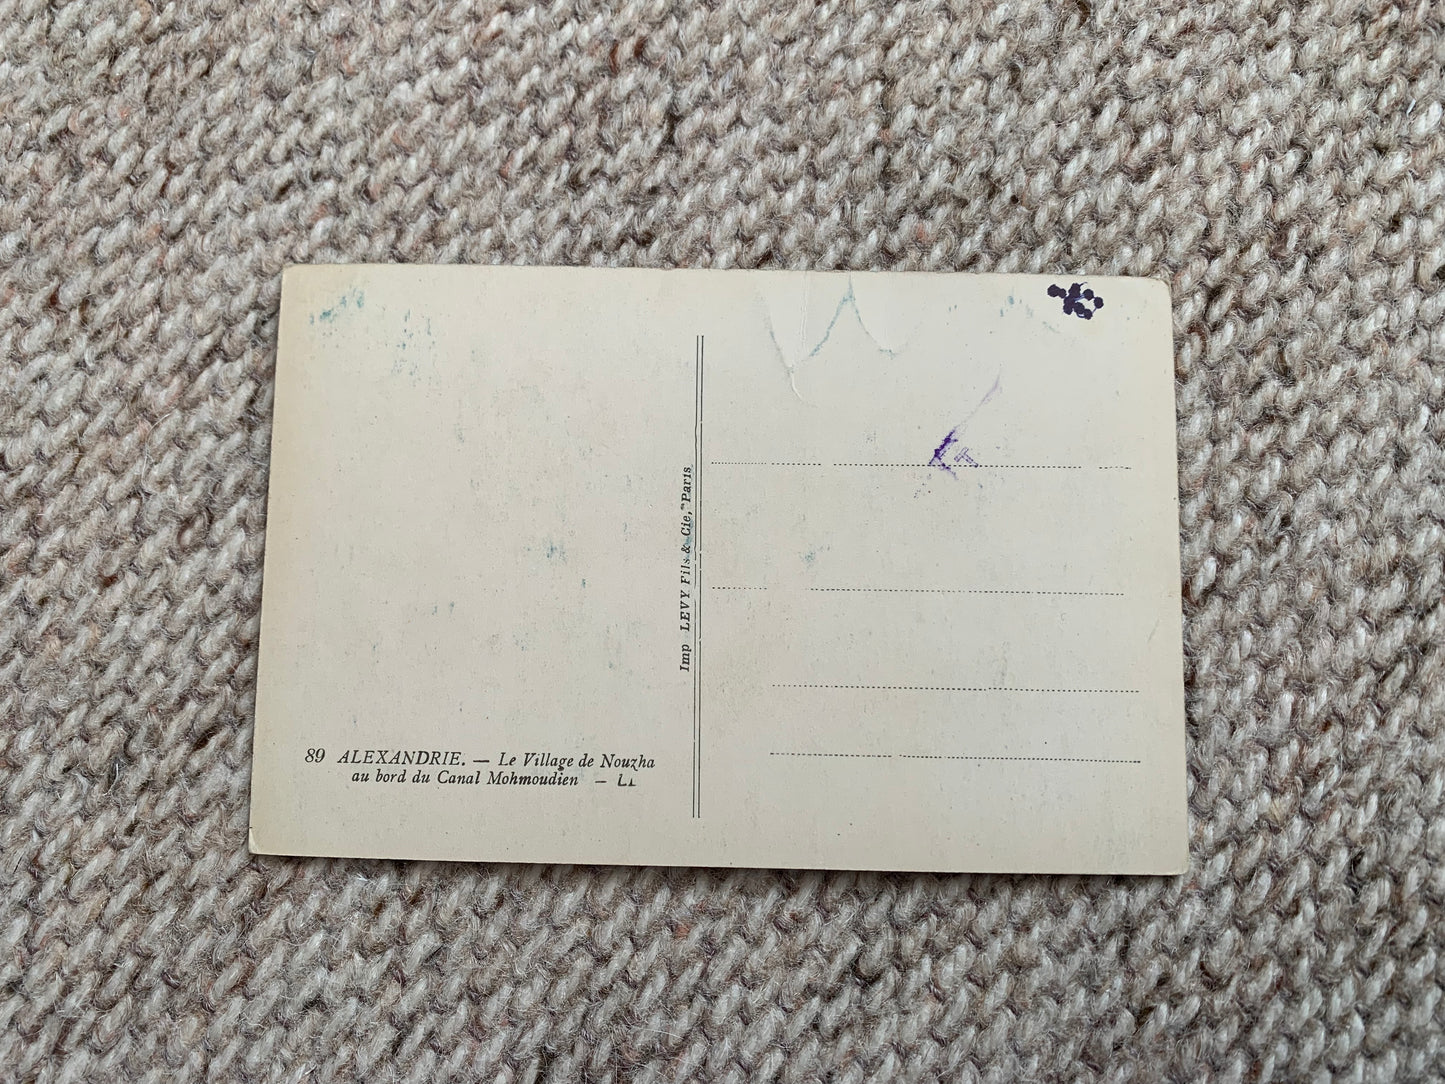 89 ALEXANDRIE. — Le Village de Nouzha
au bord du Canal Mohmoudien — LL
Imp LEVY Fils & Cie, Paris